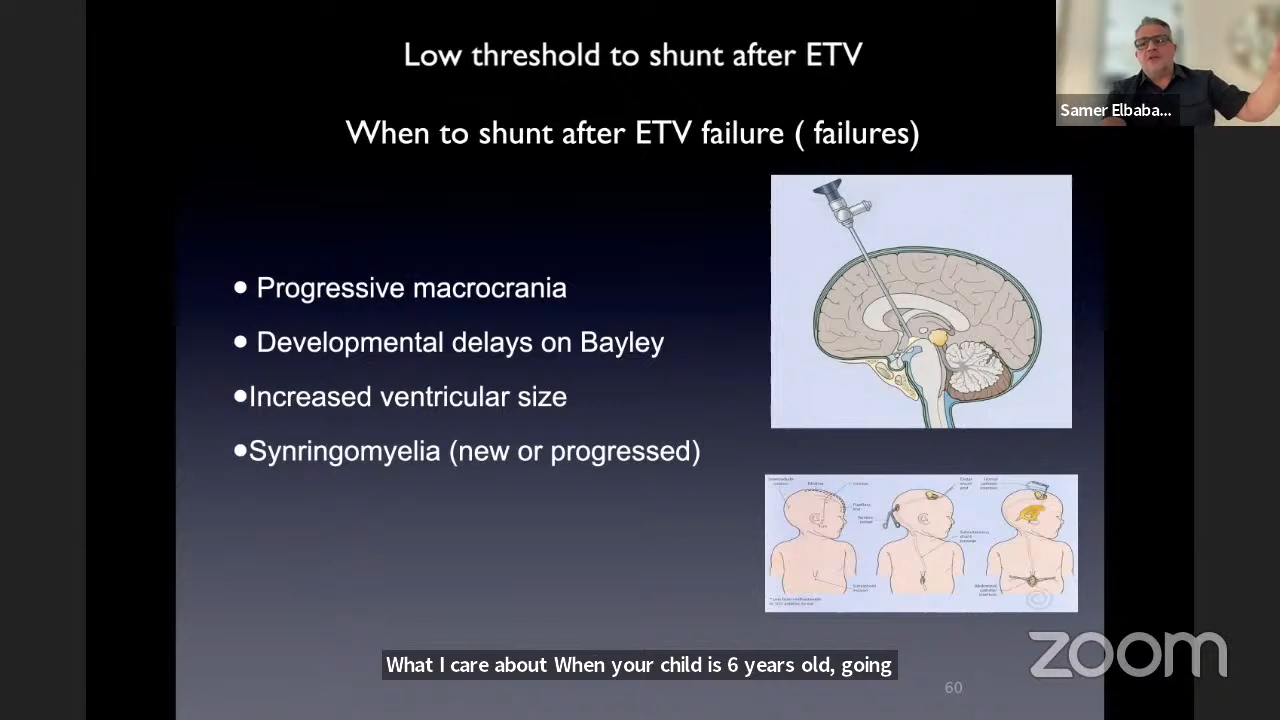 Low threshold to shunt after ETV
When to shunt after ETV failure ( failures)
Samer Elbaba...
● Progressive macrocrania
● Developmental delays on Bayley
●Increased ventricular size
●Synringomyelia (new or progressed)
What I care about When your child is 6 years old, going
zoom
60